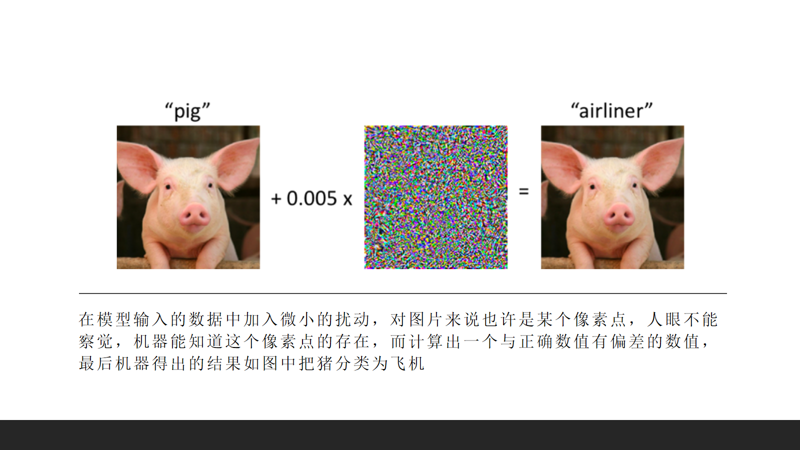 “pig”
“airliner”
+ 0.005 x
=
在模型输入的数据中加入微小的扰动，对图片来说也许是某个像素点，人眼不能
察觉，机器能知道这个像素点的存在，而计算出一个与正确数值有偏差的数值，
最后机器得出的结果如图中把猪分类为飞机